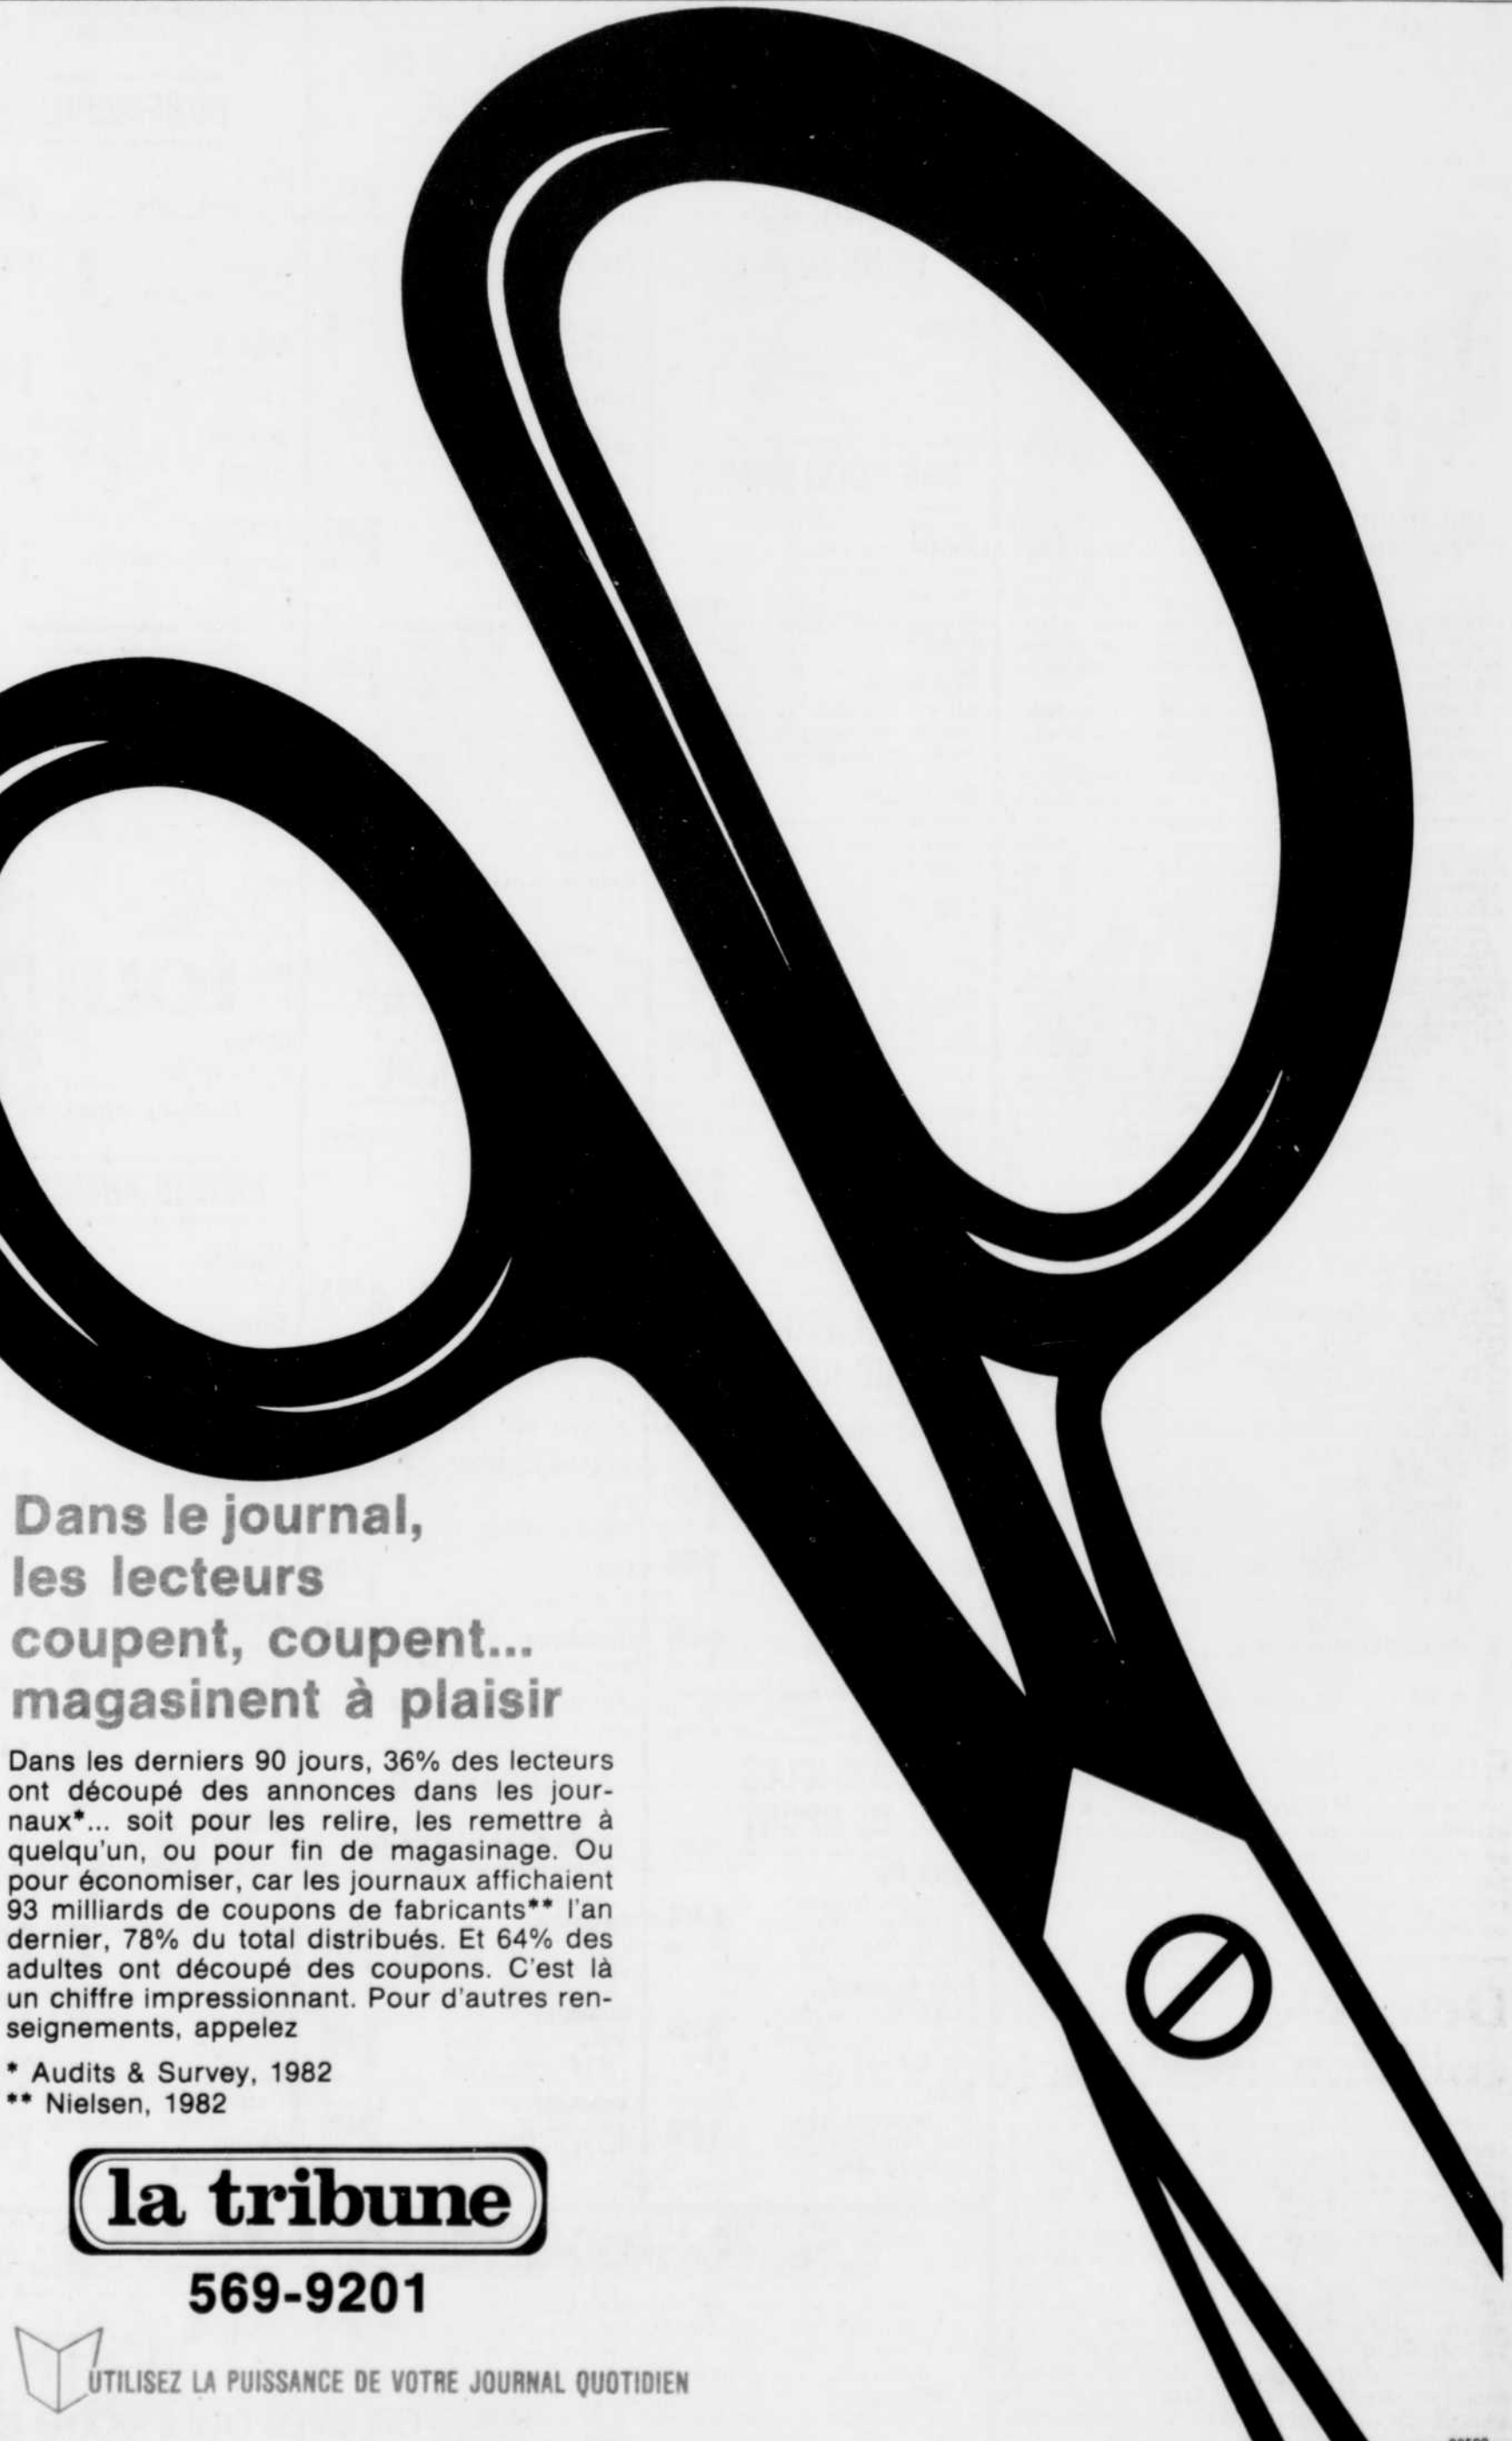 Dans le journal,
les lecteurs
coupent, coupent...
magasinent à plaisir
Dans les derniers 90 jours, 36% des lecteurs
ont découpé des annonces dans les jour-
naux*... soit pour les relire, les remettre à
quelqu'un, ou pour fin de magasinage. Ou
pour économiser, car les journaux affichaient
93 milliards de coupons de fabricants** l'an
dernier, 78% du total distribués. Et 64% des
adultes ont découpé des coupons. C'est là
un chiffre impressionnant. Pour d'autres ren-
seignements, appelez
* Audits & Survey, 1982
** Nielsen, 1982
la tribune
569-9201
UTILISEZ LA PUISSANCE DE VOTRE JOURNAL QUOTIDIEN